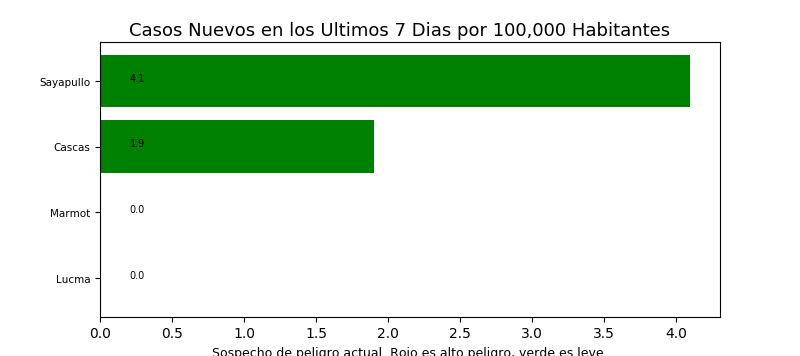 Casos Nuevos en los Ultimos 7 Dias por 100,000 Habitantes
Sayapullo 4.1
Cascas 1.9
Marmot 0.0
Lucma 0.0
0.0 0.5 1.0 1.5 2.0 2.5 3.0 3.5 4.0
Sospecho de peligro actual. Rojo es alto peligro, verde es leve